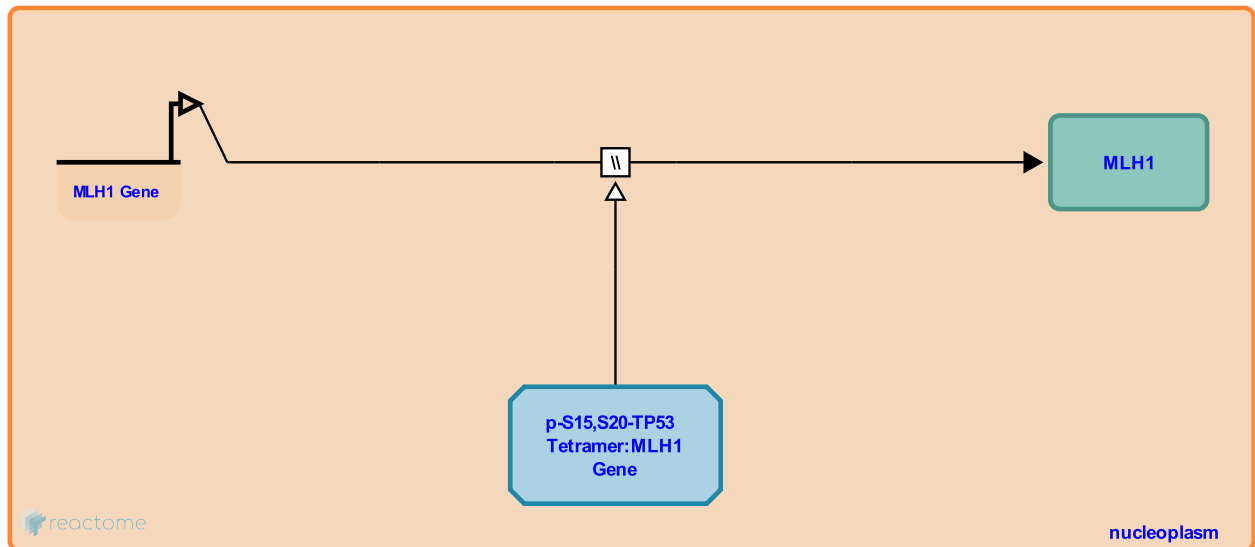 MLH1 Gene
\\
MLH1
p-S15,S20-TP53
Tetramer:MLH1
Gene
reactome
nucleoplasm